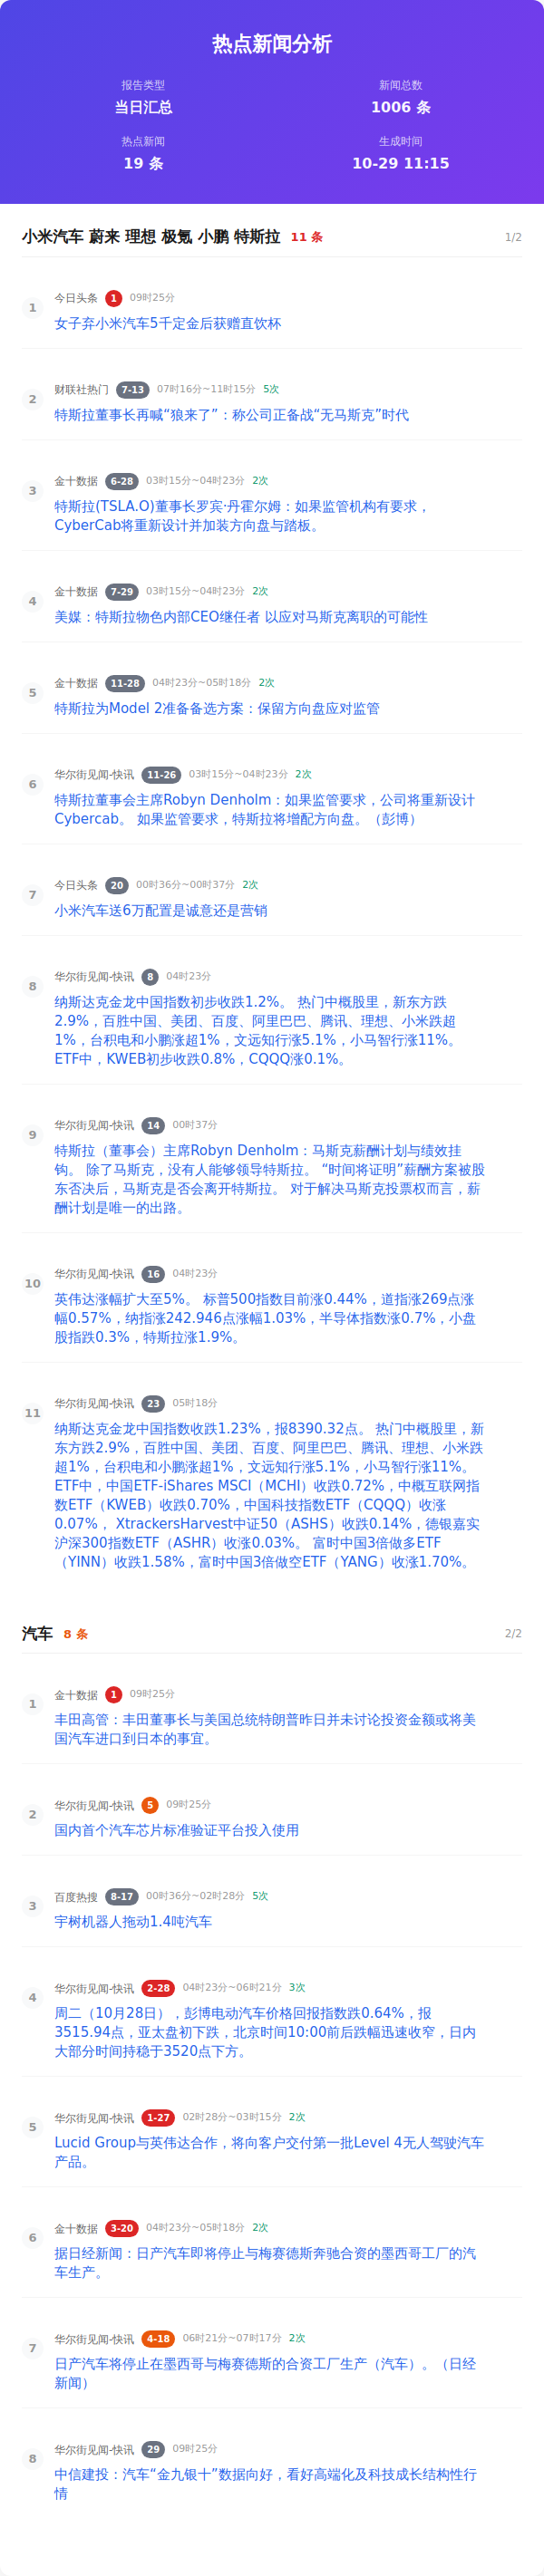 热点新闻分析
报告类型
新闻总数
当日汇总
1006 条
热点新闻
生成时间
19 条
10-29 11:15
小米汽车 蔚来 理想 极氪 小鹏 特斯拉 11 条 1/2
1
今日头条 1 09时25分
女子弃小米汽车5千定金后获赠直饮杯
2
财联社热门 7-13 07时16分~11时15分 5次
特斯拉董事长再喊“狼来了”：称公司正备战“无马斯克”时代
3
金十数据 6-28 03时15分~04时23分 2次
特斯拉(TSLA.O)董事长罗宾·丹霍尔姆：如果监管机构有要求，
CyberCab将重新设计并加装方向盘与踏板。
4
金十数据 7-29 03时15分~04时23分 2次
美媒：特斯拉物色内部CEO继任者 以应对马斯克离职的可能性
5
金十数据 11-28 04时23分~05时18分 2次
特斯拉为Model 2准备备选方案：保留方向盘应对监管
6
华尔街见闻-快讯 11-26 03时15分~04时23分 2次
特斯拉董事会主席Robyn Denholm：如果监管要求，公司将重新设计
Cybercab。 如果监管要求，特斯拉将增配方向盘。（彭博）
7
今日头条 20 00时36分~00时37分 2次
小米汽车送6万配置是诚意还是营销
8
华尔街见闻-快讯 8 04时23分
纳斯达克金龙中国指数初步收跌1.2%。 热门中概股里，新东方跌
2.9%，百胜中国、美团、百度、阿里巴巴、腾讯、理想、小米跌超
1%，台积电和小鹏涨超1%，文远知行涨5.1%，小马智行涨11%。
ETF中，KWEB初步收跌0.8%，CQQQ涨0.1%。
9
华尔街见闻-快讯 14 00时37分
特斯拉（董事会）主席Robyn Denholm：马斯克薪酬计划与绩效挂
钩。 除了马斯克，没有人能够领导特斯拉。 “时间将证明”薪酬方案被股
东否决后，马斯克是否会离开特斯拉。 对于解决马斯克投票权而言，薪
酬计划是唯一的出路。
10
华尔街见闻-快讯 16 04时23分
英伟达涨幅扩大至5%。 标普500指数目前涨0.44%，道指涨269点涨
幅0.57%，纳指涨242.946点涨幅1.03%，半导体指数涨0.7%，小盘
股指跌0.3%，特斯拉涨1.9%。
11
华尔街见闻-快讯 23 05时18分
纳斯达克金龙中国指数收跌1.23%，报8390.32点。 热门中概股里，新
东方跌2.9%，百胜中国、美团、百度、阿里巴巴、腾讯、理想、小米跌
超1%，台积电和小鹏涨超1%，文远知行涨5.1%，小马智行涨11%。
ETF中，中国ETF-iShares MSCI（MCHI）收跌0.72%，中概互联网指
数ETF（KWEB）收跌0.70%，中国科技指数ETF（CQQQ）收涨
0.07%， XtrackersHarvest中证50（ASHS）收跌0.14%，德银嘉实
沪深300指数ETF（ASHR）收涨0.03%。 富时中国3倍做多ETF
（YINN）收跌1.58%，富时中国3倍做空ETF（YANG）收涨1.70%。
汽车 8 条 2/2
1
金十数据 1 09时25分
丰田高管：丰田董事长与美国总统特朗普昨日并未讨论投资金额或将美
国汽车进口到日本的事宜。
2
华尔街见闻-快讯 5 09时25分
国内首个汽车芯片标准验证平台投入使用
3
百度热搜 8-17 00时36分~02时28分 5次
宇树机器人拖动1.4吨汽车
4
华尔街见闻-快讯 2-28 04时23分~06时21分 3次
周二（10月28日），彭博电动汽车价格回报指数跌0.64%，报
3515.94点，亚太盘初下跌，北京时间10:00前后跌幅迅速收窄，日内
大部分时间持稳于3520点下方。
5
华尔街见闻-快讯 1-27 02时28分~03时15分 2次
Lucid Group与英伟达合作，将向客户交付第一批Level 4无人驾驶汽车
产品。
6
金十数据 3-20 04时23分~05时18分 2次
据日经新闻：日产汽车即将停止与梅赛德斯奔驰合资的墨西哥工厂的汽
车生产。
7
华尔街见闻-快讯 4-18 06时21分~07时17分 2次
日产汽车将停止在墨西哥与梅赛德斯的合资工厂生产（汽车）。（日经
新闻）
8
华尔街见闻-快讯 29 09时25分
中信建投：汽车“金九银十”数据向好，看好高端化及科技成长结构性行
情